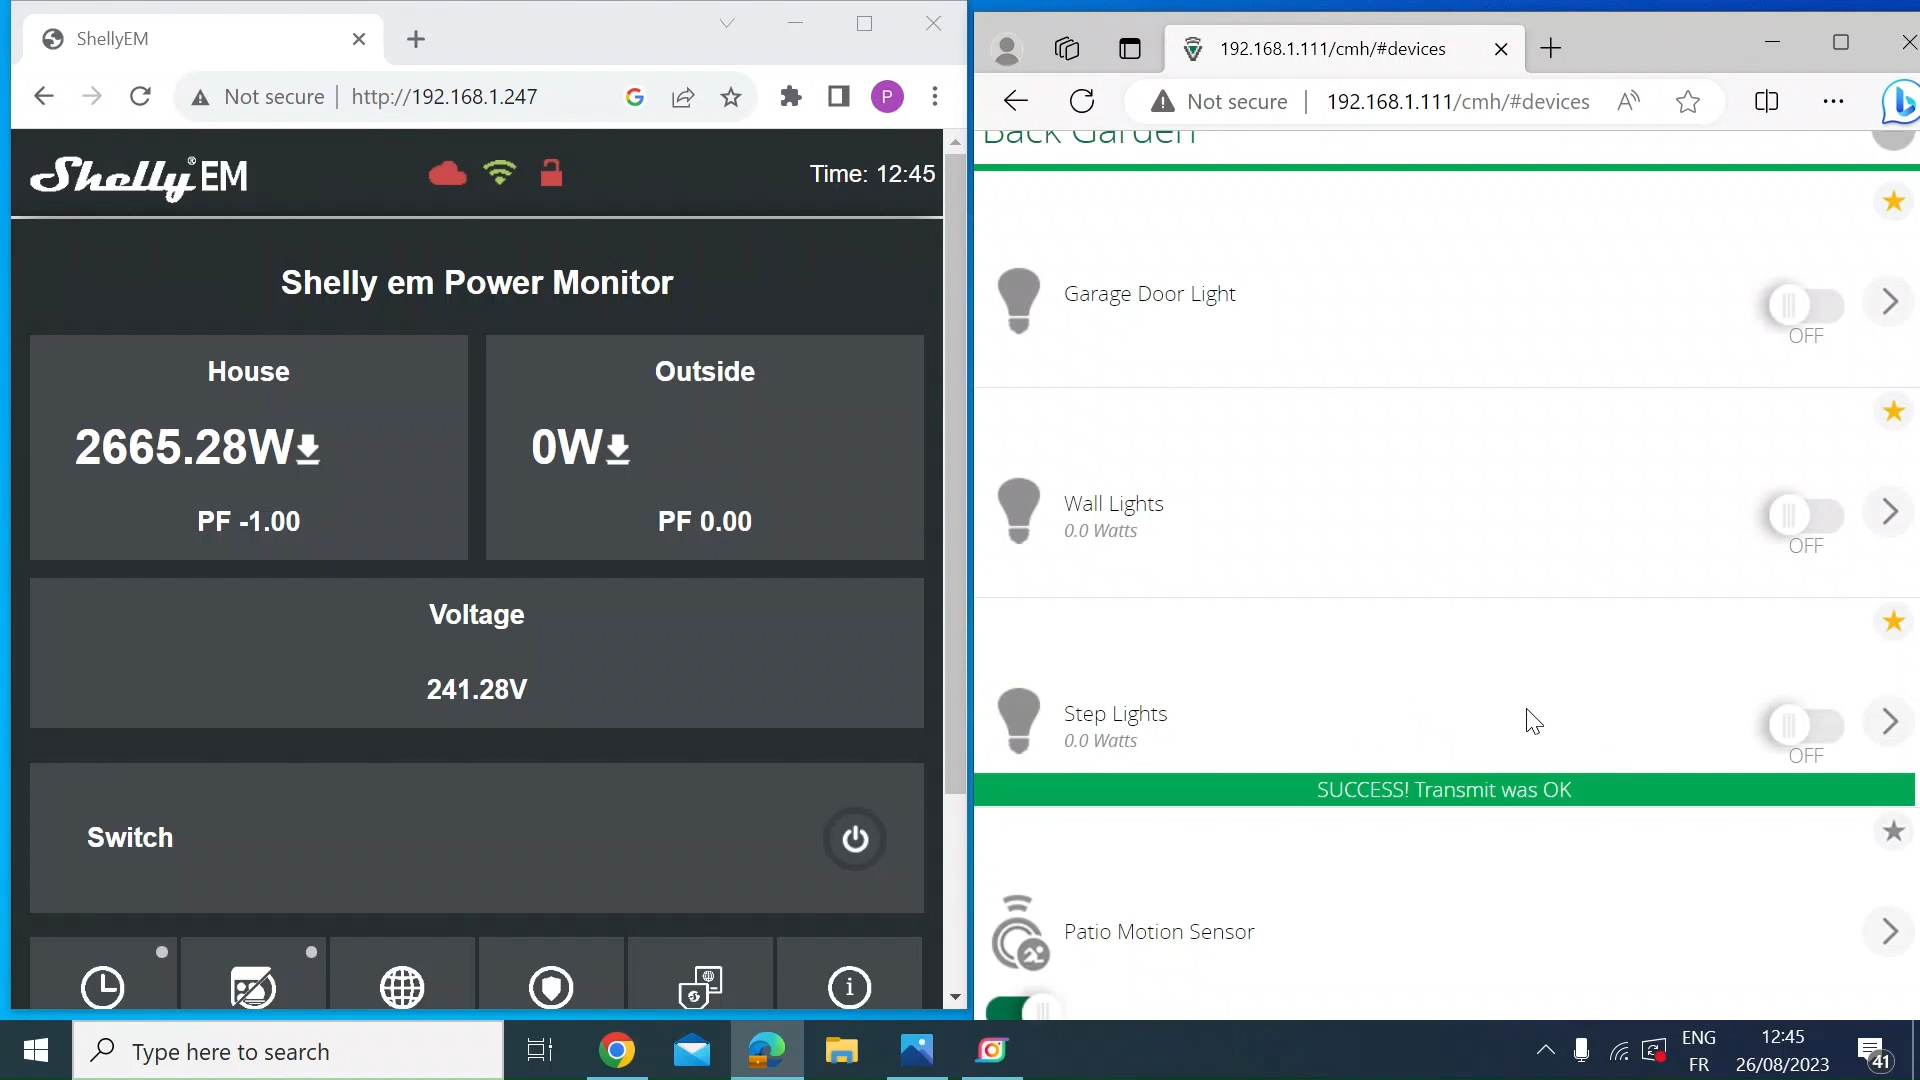 ShellyEM
Not secure
http://192.168.1.247
P
Shelly® EM
Time: 12:45
Shelly em Power Monitor
House
2665.28W
PF -1.00
Outside
0W
PF 0.00
Voltage
241.28V
Switch
192.168.1.111/cmh/#devices
Not secure
192.168.1.111/cmh/#devices
Back Garden
Garage Door Light
OFF
Wall Lights
0.0 Watts
OFF
Step Lights
0.0 Watts
OFF
SUCCESS! Transmit was OK
Patio Motion Sensor
Type here to search
ENG
FR
12:45
26/08/2023
41